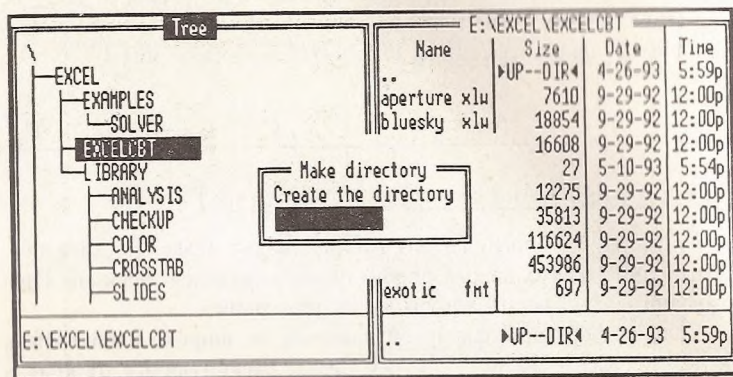 Tree
\
EXCEL
EXAMPLES
SOLVER
EXCELCBT
LIBRARY
ANALYSIS
CHECKUP
COLOR
CROSSTAB
SLIDES
E:\EXCEL\EXCELCBT
E:\EXCEL\EXCELCBT
Name Size Date Time
.. ►UP--DIR◄ 4-26-93 5:59p
aperture xlw 7610 9-29-92 12:00p
bluesky xlw 18854 9-29-92 12:00p
16608 9-29-92 12:00p
27 5-10-93 5:54p
12275 9-29-92 12:00p
35813 9-29-92 12:00p
116624 9-29-92 12:00p
453986 9-29-92 12:00p
exotic fmt 697 9-29-92 12:00p
.. ►UP--DIR◄ 4-26-93 5:59p
Make directory
Create the directory